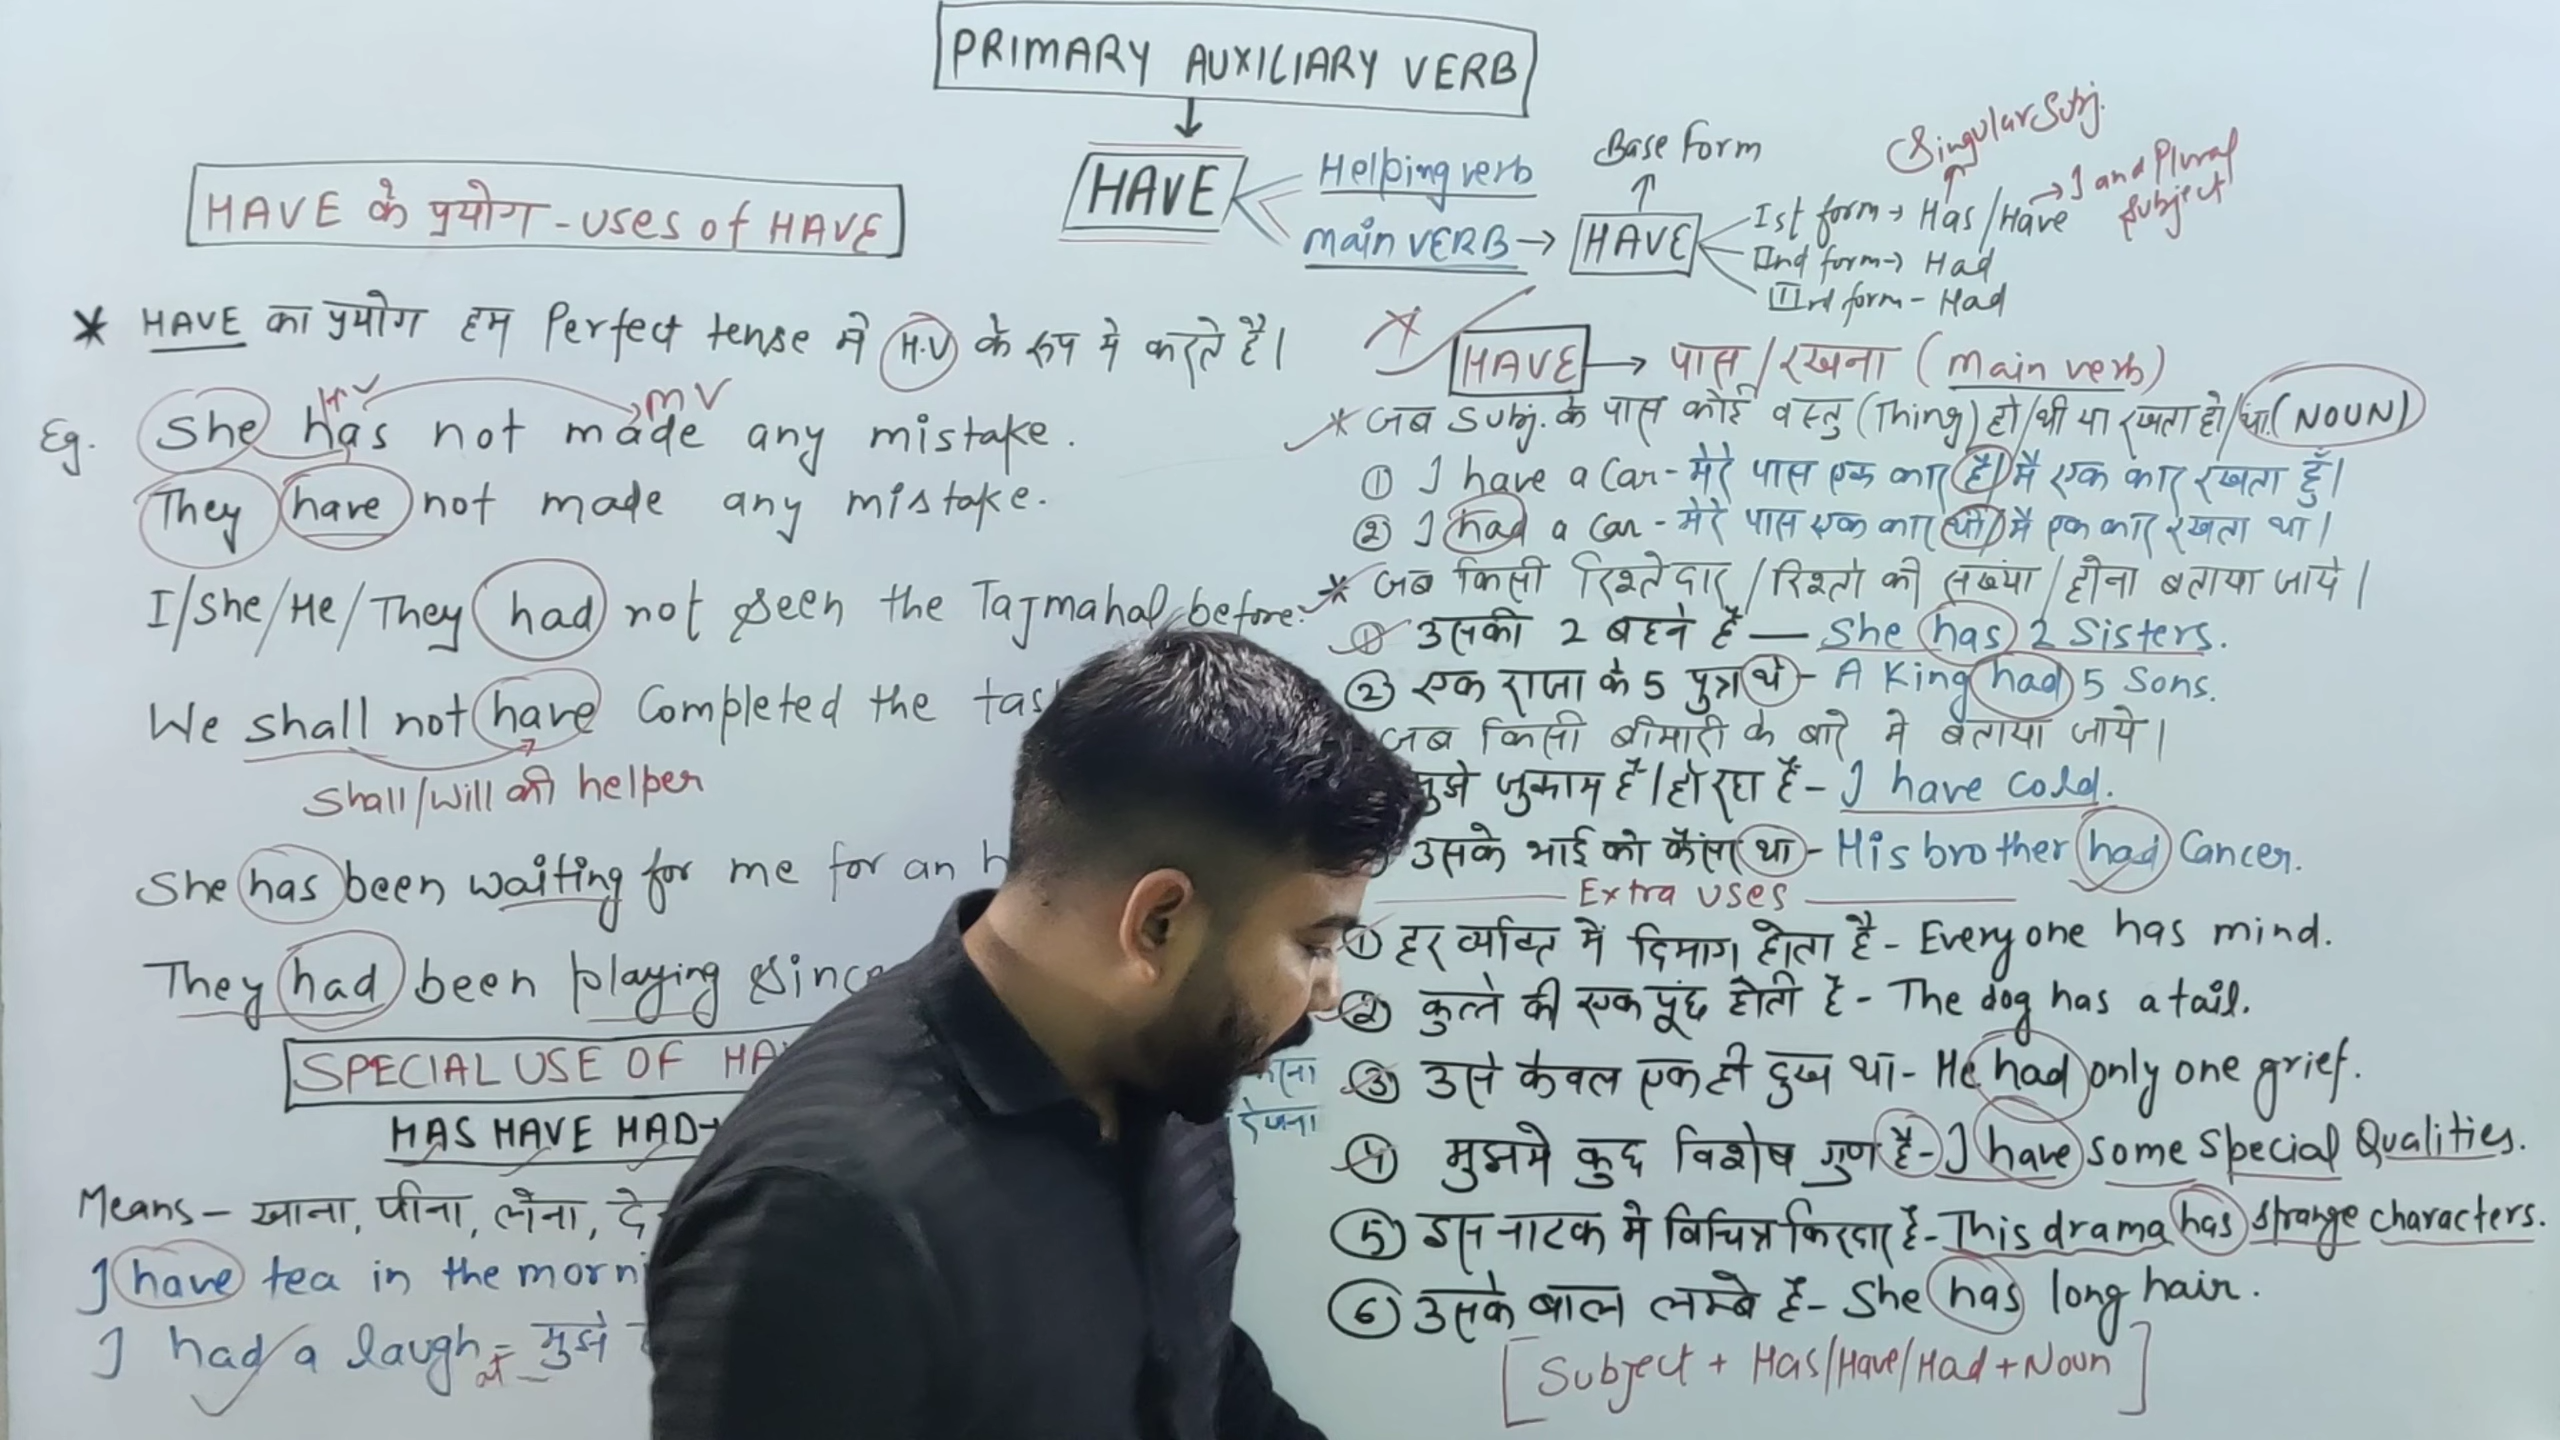 PRIMARY AUXILIARY VERB
HAVE
Helping verb
main VERB → HAVE
Base form
Singular Subj.
Ist form → Has/Have → I and Plural Subject
IInd form → Had
IIIrd form - Had
HAVE के प्रयोग - uses of HAVE
* HAVE का प्रयोग हम Perfect tense मे H.V के रूप मे करते है।
H.V MV
Eg. She has not made any mistake.
They have not made any mistake.
I/She/He/They had not seen the Tajmahal before.
We shall not have Completed the
Shall/will की helper
She has been waiting for me for an
They had been playing since
SPECIAL USE OF
HAS HAVE HAD →
Means - खाना, पीना, लेना,
I have tea in the
I had a laugh at = मुझे
देखना
HAVE → पास/रखना (main verb)
* जब Subj. के पास कोई वस्तु (Thing) हो/थी या रखता हो/था (NOUN)
① I have a Car - मेरे पास एक कार है। मै एक कार रखता हूँ।
② I had a Car - मेरे पास एक कार थी। मै एक कार रखता था।
* जब किसी रिश्तेदार/रिश्तो की संख्या/होना बताया जाये।
① उसकी 2 बहने है — She has 2 Sisters.
② एक राजा के 5 पुत्र थे - A King had 5 Sons.
जब किसी बीमारी के बारे मे बताया जाये।
मुझे जुकाम है/हो रहा है - I have cold.
उसके भाई को कैंसर था - His brother had Cancer.
Extra uses
① हर व्यक्ति में दिमाग होता है - Everyone has mind.
② कुत्ते की एक पूंछ होती है - The dog has a tail.
③ उसे केवल एक ही दुख था - He had only one grief.
④ मुझमे कुछ विशेष गुण है - I have some special Qualities.
⑤ इस नाटक मे विचित्र किरदार है - This drama has strange characters.
⑥ उसके बाल लम्बे है - She has long hair.
[Subject + Has/Have/Had + Noun]